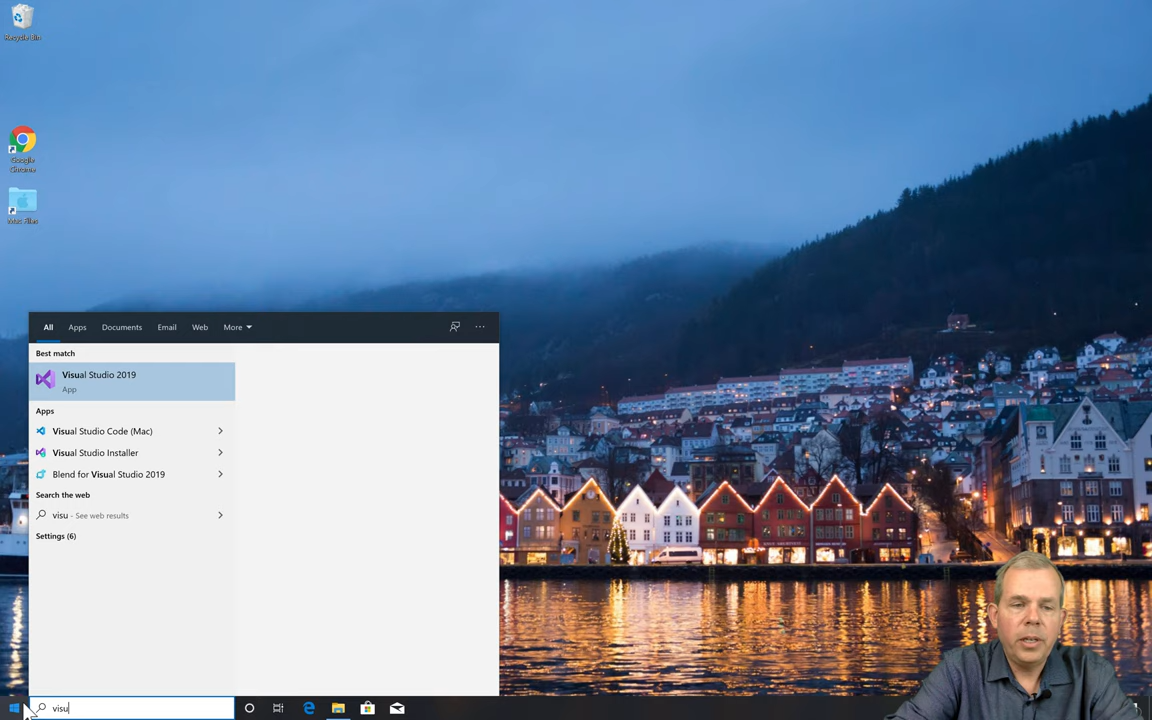 Recycle Bin
Google
Chrome
Mac Files
All Apps Documents Email Web More
Best match
Visual Studio 2019
App
Apps
Visual Studio Code (Mac)
Visual Studio Installer
Blend for Visual Studio 2019
Search the web
visu - See web results
Settings (6)
visu